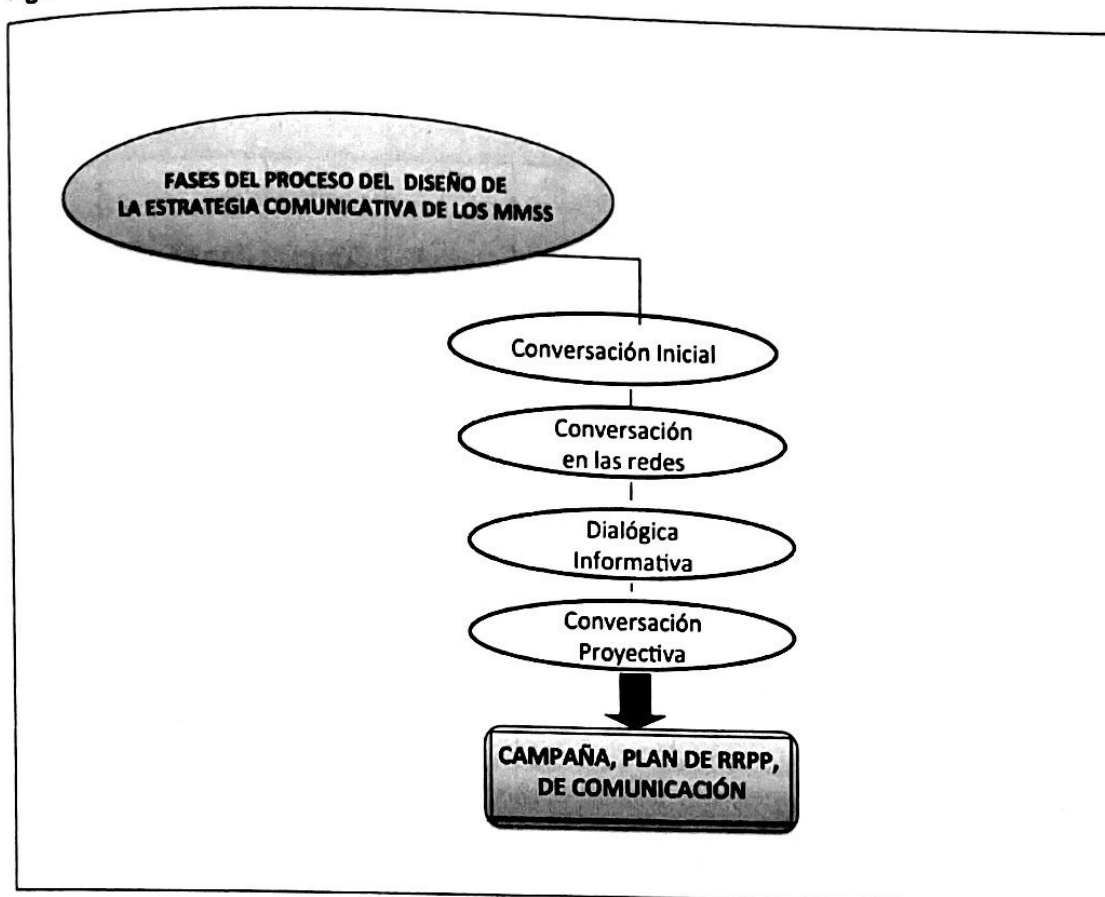 FASES DEL PROCESO DEL DISEÑO DE
LA ESTRATEGIA COMUNICATIVA DE LOS MMSS
Conversación Inicial
Conversación
en las redes
Dialógica
Informativa
Conversación
Proyectiva
CAMPAÑA, PLAN DE RRPP,
DE COMUNICACIÓN